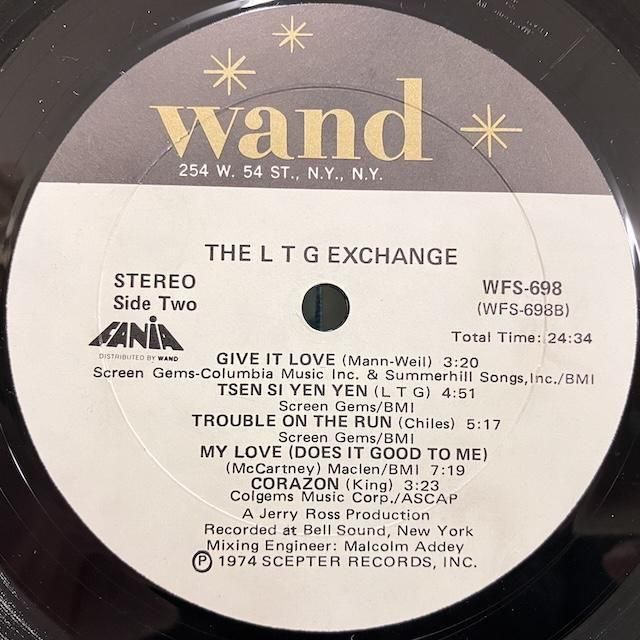 wand
254 W. 54 ST., N.Y., N.Y.
THE L T G EXCHANGE
STEREO
Side Two
WFS-698
(WFS-698B)
FANIA
DISTRIBUTED BY WAND
Total Time: 24:34
GIVE IT LOVE (Mann-Weil) 3:20
Screen Gems-Columbia Music Inc. & Summerhill Songs,Inc./BMI
TSEN SI YEN YEN (L T G) 4:51
Screen Gems/BMI
TROUBLE ON THE RUN (Chiles) 5:17
Screen Gems/BMI
MY LOVE (DOES IT GOOD TO ME)
(McCartney) Maclen/BMI 7:19
CORAZON (King) 3:23
Colgems Music Corp./ASCAP
A Jerry Ross Production
Recorded at Bell Sound, New York
Mixing Engineer: Malcolm Addey
Ⓟ 1974 SCEPTER RECORDS, INC.